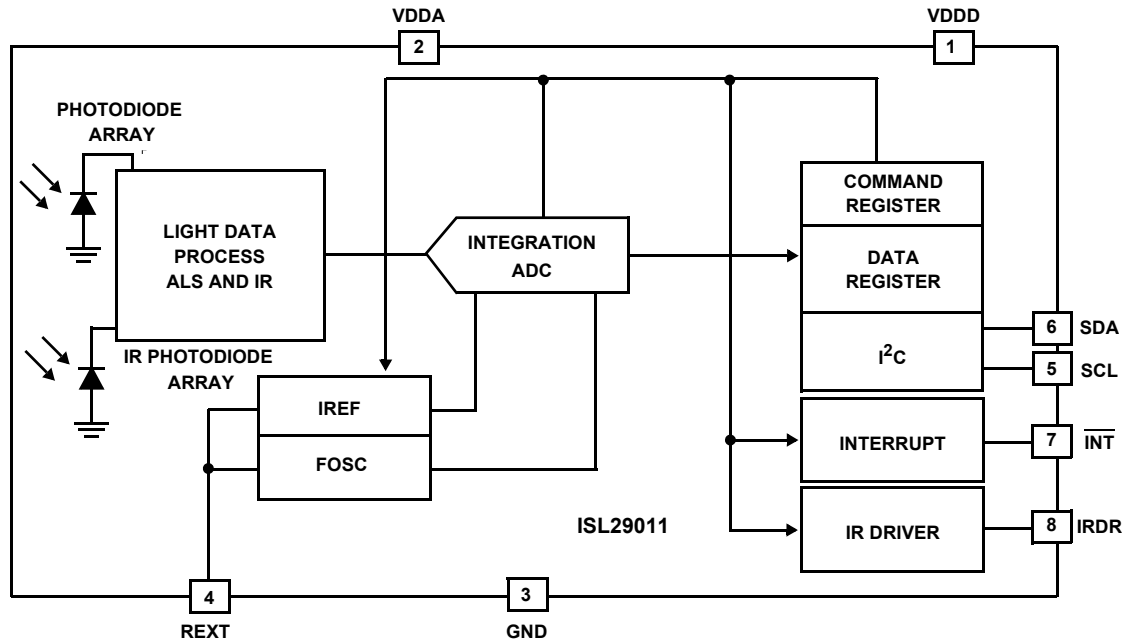 VDDA
VDDD
2
1
PHOTODIODE
ARRAY
LIGHT DATA
PROCESS
ALS AND IR
INTEGRATION
ADC
COMMAND
REGISTER
DATA
REGISTER
I²C
6
SDA
5
SCL
IR PHOTODIODE
ARRAY
IREF
FOSC
INTERRUPT
7
INT
ISL29011
IR DRIVER
8
IRDR
4
REXT
3
GND